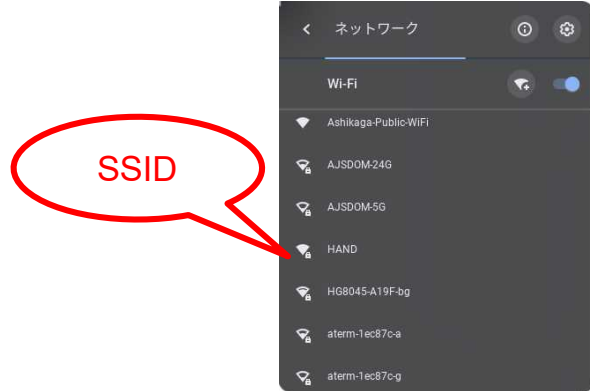 ネットワーク
Wi-Fi
Ashikaga-Public-WiFi
SSID
AJSDOM-24G
AJSDOM-5G
HAND
HG8045-A19F-bg
aterm-1ec87c-a
aterm-1ec87c-g